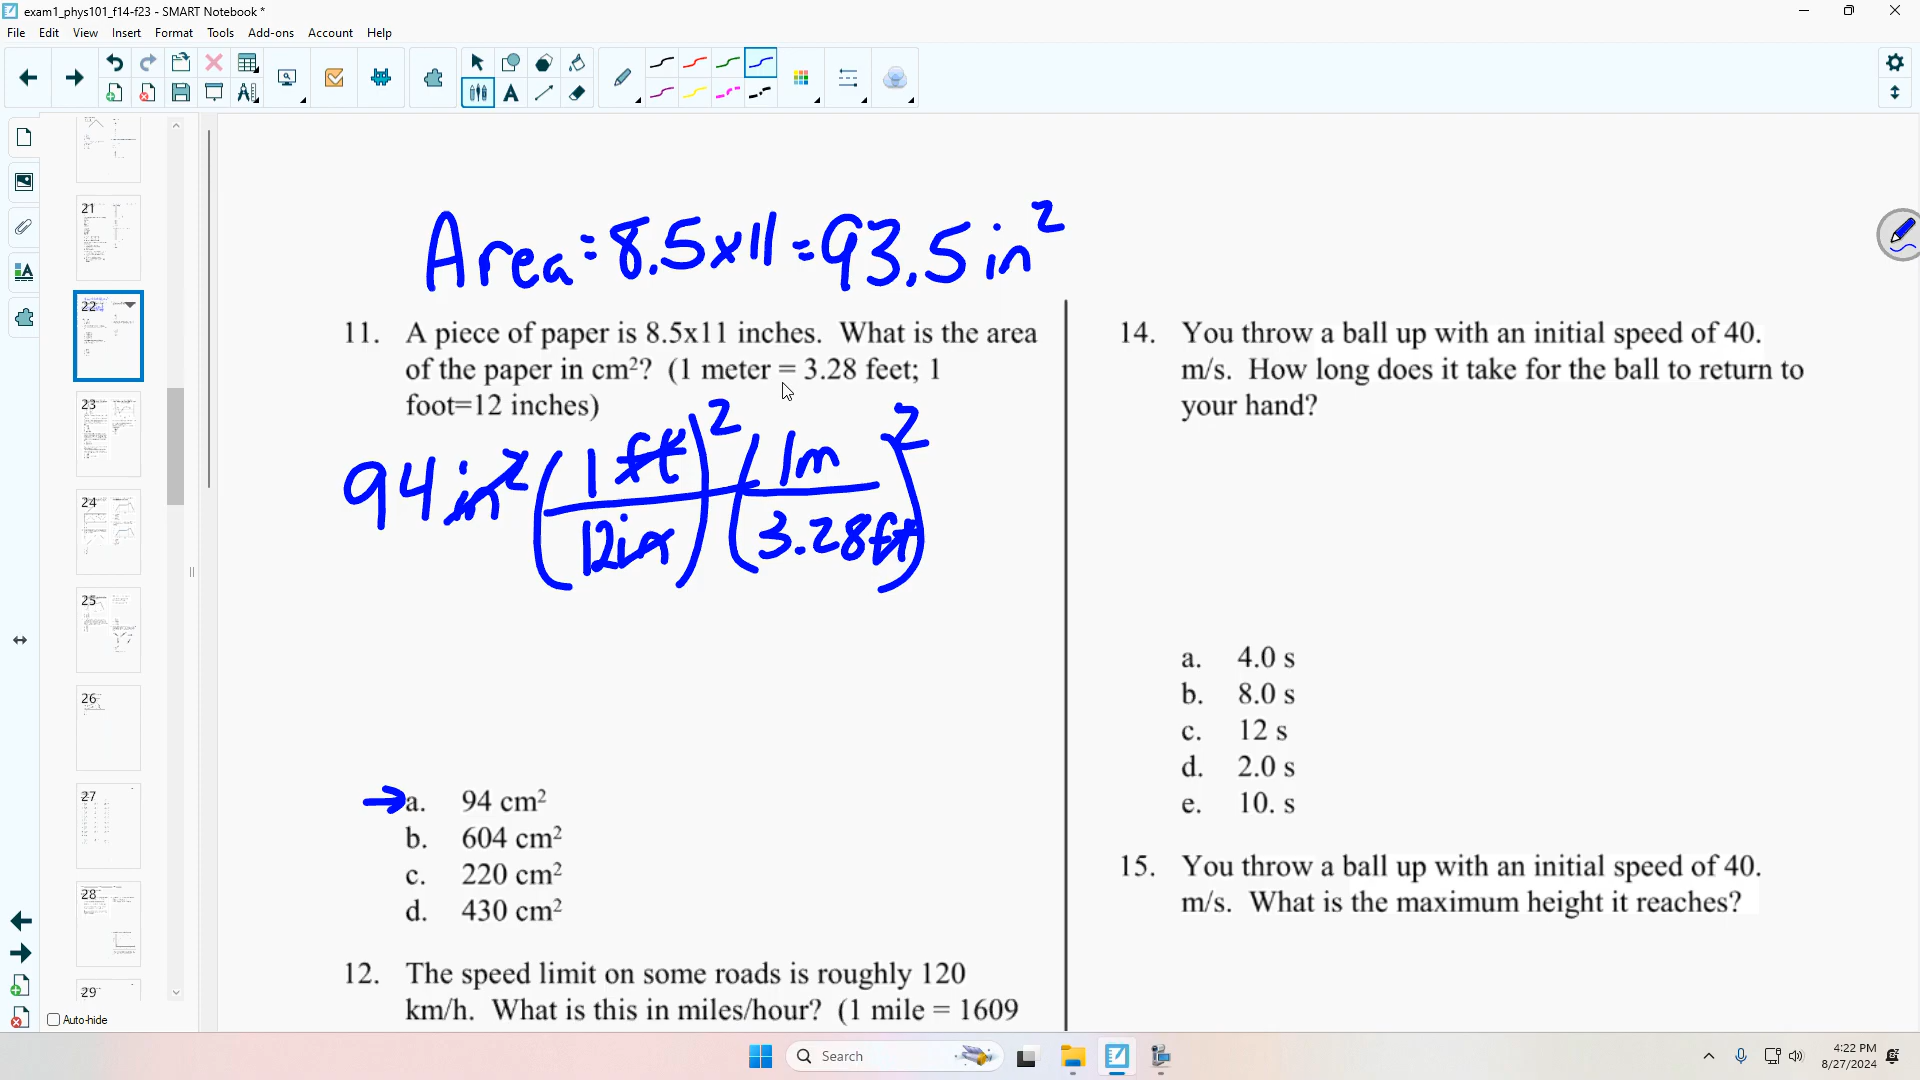 exam1_phys101_f14-f23 - SMART Notebook *
File Edit View Insert Format Tools Add-ons Account Help
21
22
23
24
25
26
27
28
29
Auto-hide
Area = 8.5x11 = 93.5 in²
11. A piece of paper is 8.5x11 inches. What is the area
of the paper in cm²? (1 meter = 3.28 feet; 1
foot=12 inches)
94 in² (1 ft / 12 in)² (1m / 3.28ft)²
→ a. 94 cm²
b. 604 cm²
c. 220 cm²
d. 430 cm²
12. The speed limit on some roads is roughly 120
km/h. What is this in miles/hour? (1 mile = 1609
14. You throw a ball up with an initial speed of 40.
m/s. How long does it take for the ball to return to
your hand?
a. 4.0 s
b. 8.0 s
c. 12 s
d. 2.0 s
e. 10. s
15. You throw a ball up with an initial speed of 40.
m/s. What is the maximum height it reaches?
Search
4:22 PM
8/27/2024